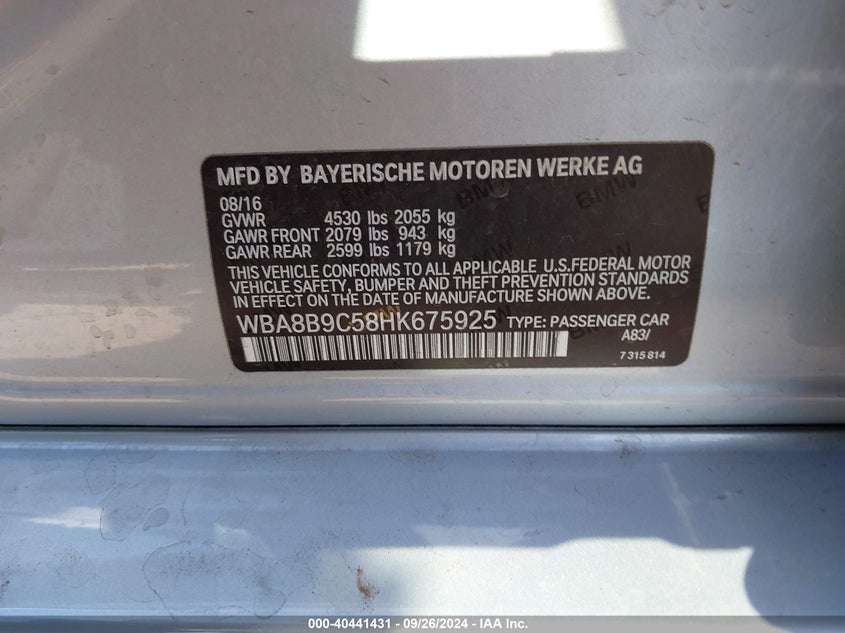 MFD BY BAYERISCHE MOTOREN WERKE AG
08/16
GVWR 4530 lbs 2055 kg
GAWR FRONT 2079 lbs 943 kg
GAWR REAR 2599 lbs 1179 kg
THIS VEHICLE CONFORMS TO ALL APPLICABLE U.S.FEDERAL MOTOR
VEHICLE SAFETY, BUMPER AND THEFT PREVENTION STANDARDS
IN EFFECT ON THE DATE OF MANUFACTURE SHOWN ABOVE.
WBA8B9C58HK675925 TYPE: PASSENGER CAR
A83/
7 315 814
000-40441431 - 09/26/2024 - IAA Inc.